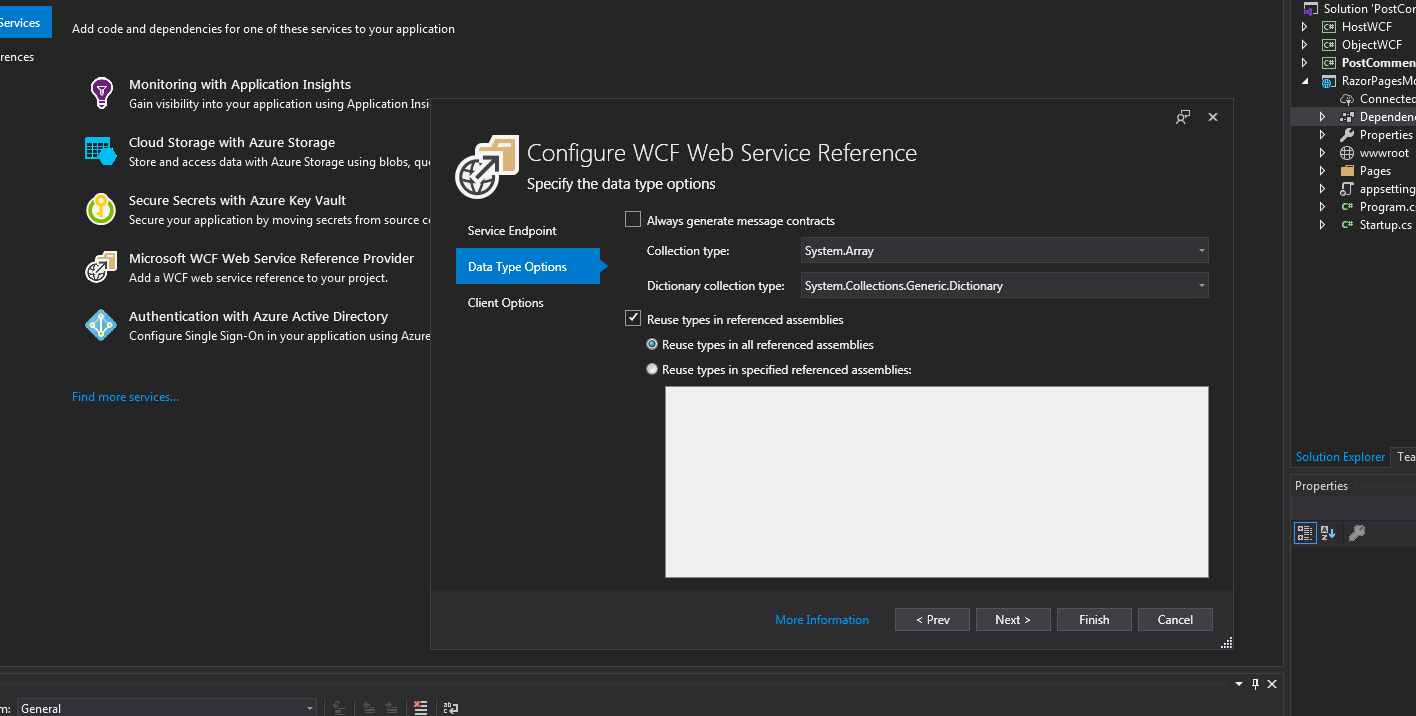 Services
Add code and dependencies for one of these services to your application
rences
Monitoring with Application Insights
Gain visibility into your application using Application Insi
Cloud Storage with Azure Storage
Store and access data with Azure Storage using blobs, que
Secure Secrets with Azure Key Vault
Secure your application by moving secrets from source co
Microsoft WCF Web Service Reference Provider
Add a WCF web service reference to your project.
Authentication with Azure Active Directory
Configure Single Sign-On in your application using Azure
Find more services...
Configure WCF Web Service Reference
Specify the data type options
Service Endpoint
Data Type Options
Client Options
Always generate message contracts
Collection type:
System.Array
Dictionary collection type:
System.Collections.Generic.Dictionary
Reuse types in referenced assemblies
Reuse types in all referenced assemblies
Reuse types in specified referenced assemblies:
More Information
< Prev
Next >
Finish
Cancel
Solution 'PostCom
C# HostWCF
C# ObjectWCF
C# PostCommen
RazorPagesMo
Connected
Dependenc
Properties
wwwroot
Pages
appsetting
C# Program.cs
C# Startup.cs
Solution Explorer
Tea
Properties
m:
General